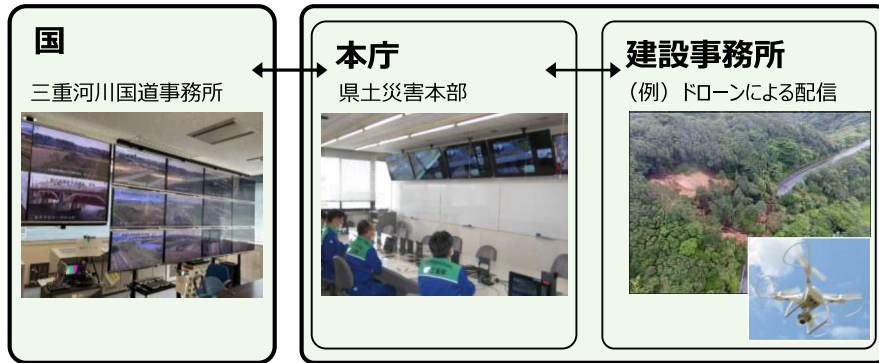 国
三重河川国道事務所
本庁
県土災害本部
建設事務所
（例）ドローンによる配信